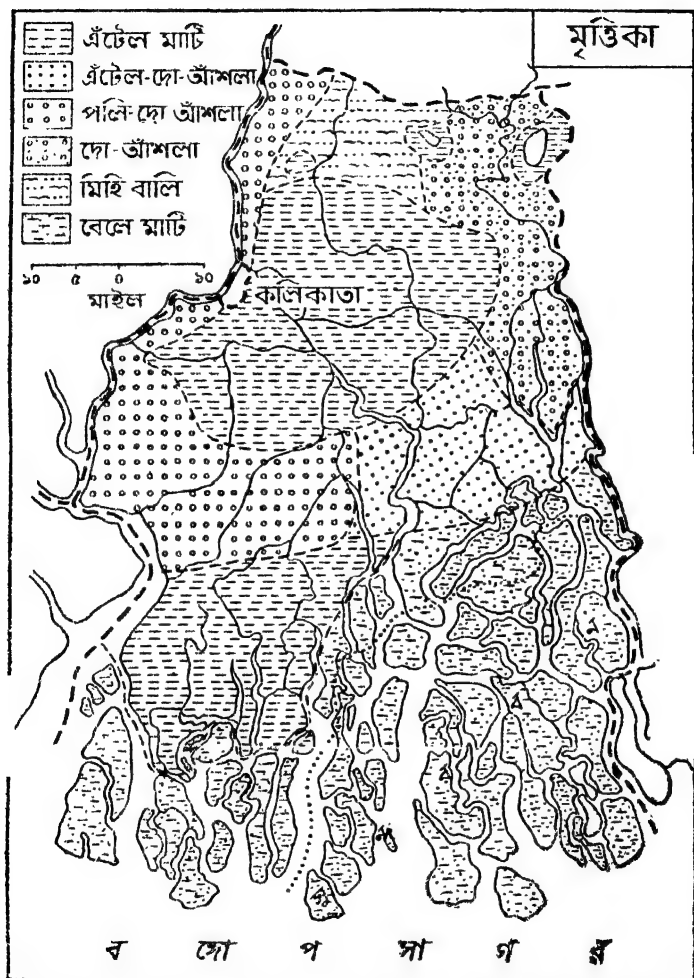 মৃত্তিকা
এঁটেল মাটি
এঁটেল-দো-আঁশলা
পলি-দো আঁশলা
দো-আঁশলা
মিহি বালি
বেলে মাটি
১০ ৫ ০ ১০
মাইল
কলিকাতা
ব ঙ্গো প সা গ র